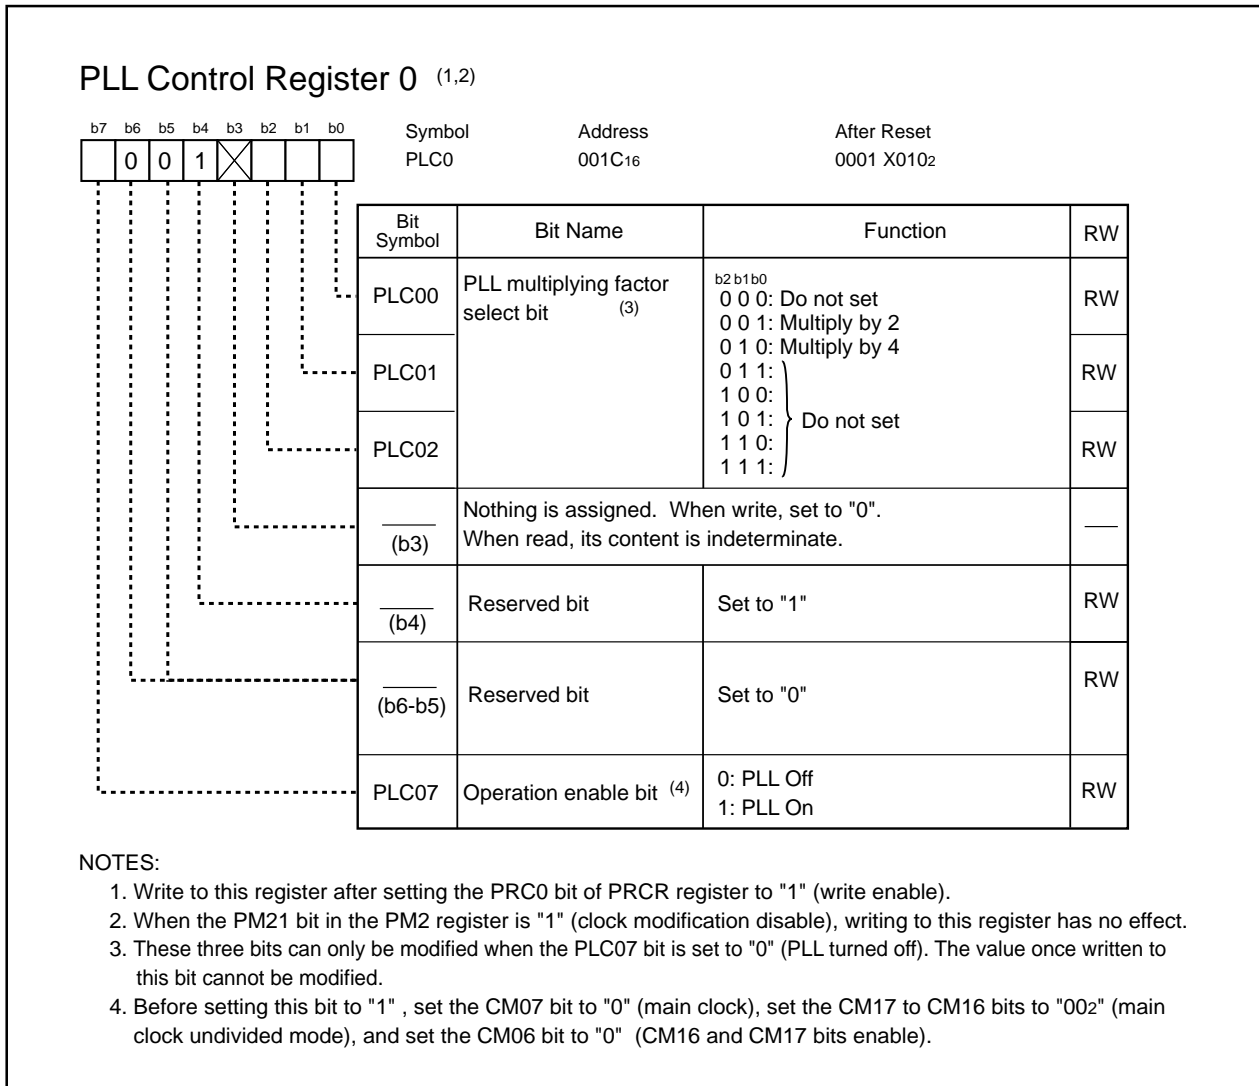 PLL Control Register 0 (1,2)
b7 b6 b5 b4 b3 b2 b1 b0
0 0 1
Symbol Address After Reset
PLC0 001C16 0001 X0102
Bit Symbol Bit Name Function RW
PLC00 PLL multiplying factor select bit (3) RW
b2 b1 b0
0 0 0: Do not set
0 0 1: Multiply by 2
0 1 0: Multiply by 4
PLC01 RW
0 1 1:
1 0 0:
1 0 1: Do not set
PLC02 RW
1 1 0:
1 1 1:
(b3) Nothing is assigned. When write, set to "0".
When read, its content is indeterminate.
(b4) Reserved bit Set to "1" RW
(b6-b5) Reserved bit Set to "0" RW
PLC07 Operation enable bit (4) 0: PLL Off RW
1: PLL On
NOTES:
1. Write to this register after setting the PRC0 bit of PRCR register to "1" (write enable).
2. When the PM21 bit in the PM2 register is "1" (clock modification disable), writing to this register has no effect.
3. These three bits can only be modified when the PLC07 bit is set to "0" (PLL turned off). The value once written to
this bit cannot be modified.
4. Before setting this bit to "1" , set the CM07 bit to "0" (main clock), set the CM17 to CM16 bits to "002" (main
clock undivided mode), and set the CM06 bit to "0" (CM16 and CM17 bits enable).